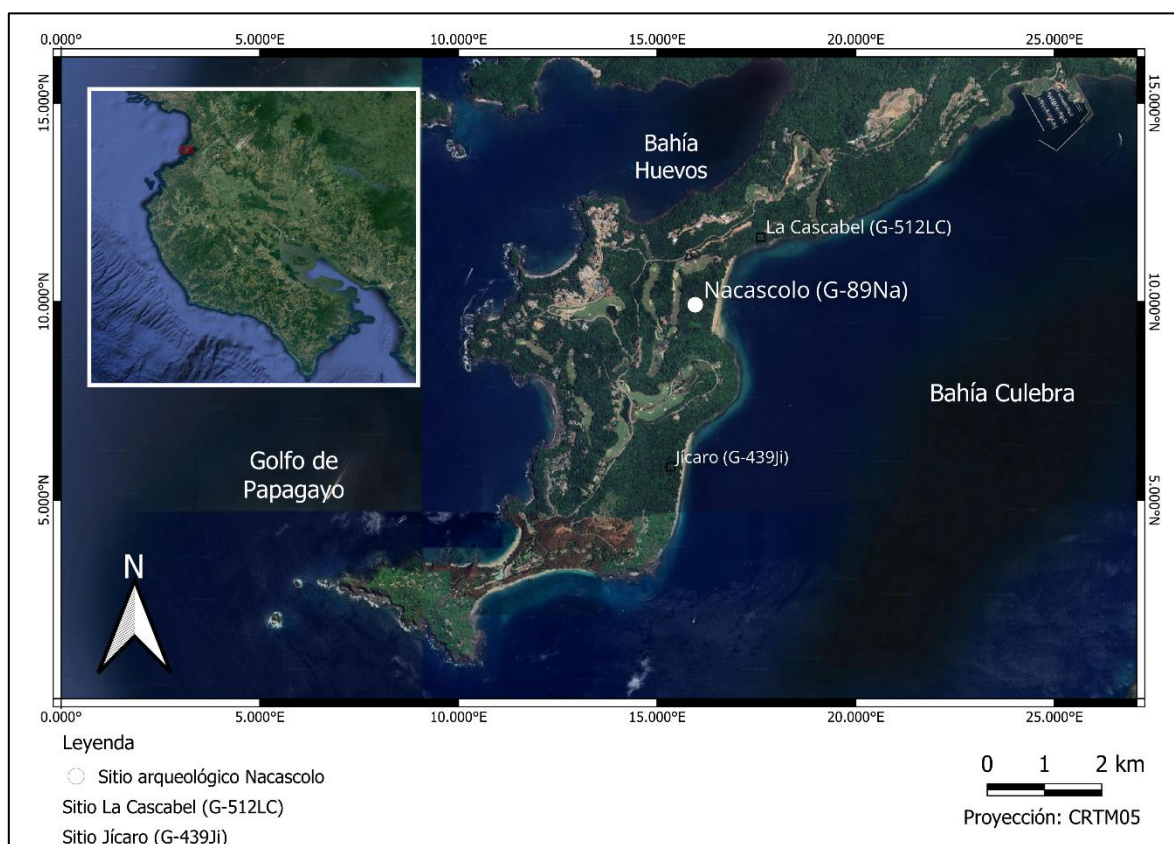 0.000° 5.000°E 10.000°E 15.000°E 20.000°E 25.000°E
15.000°N 15.000°N
Bahía
Huevos
La Cascabel (G-512LC)
Nacascolo (G-89Na)
10.000°N 10.000°N
Bahía Culebra
Jícaro (G-439Ji)
Golfo de
Papagayo
5.000°N 5.000°N
N
0.000° 5.000°E 10.000°E 15.000°E 20.000°E 25.000°E
Leyenda
Sitio arqueológico Nacascolo
Sitio La Cascabel (G-512LC)
Sitio Jícaro (G-439Ji)
0 1 2 km
Proyección: CRTM05